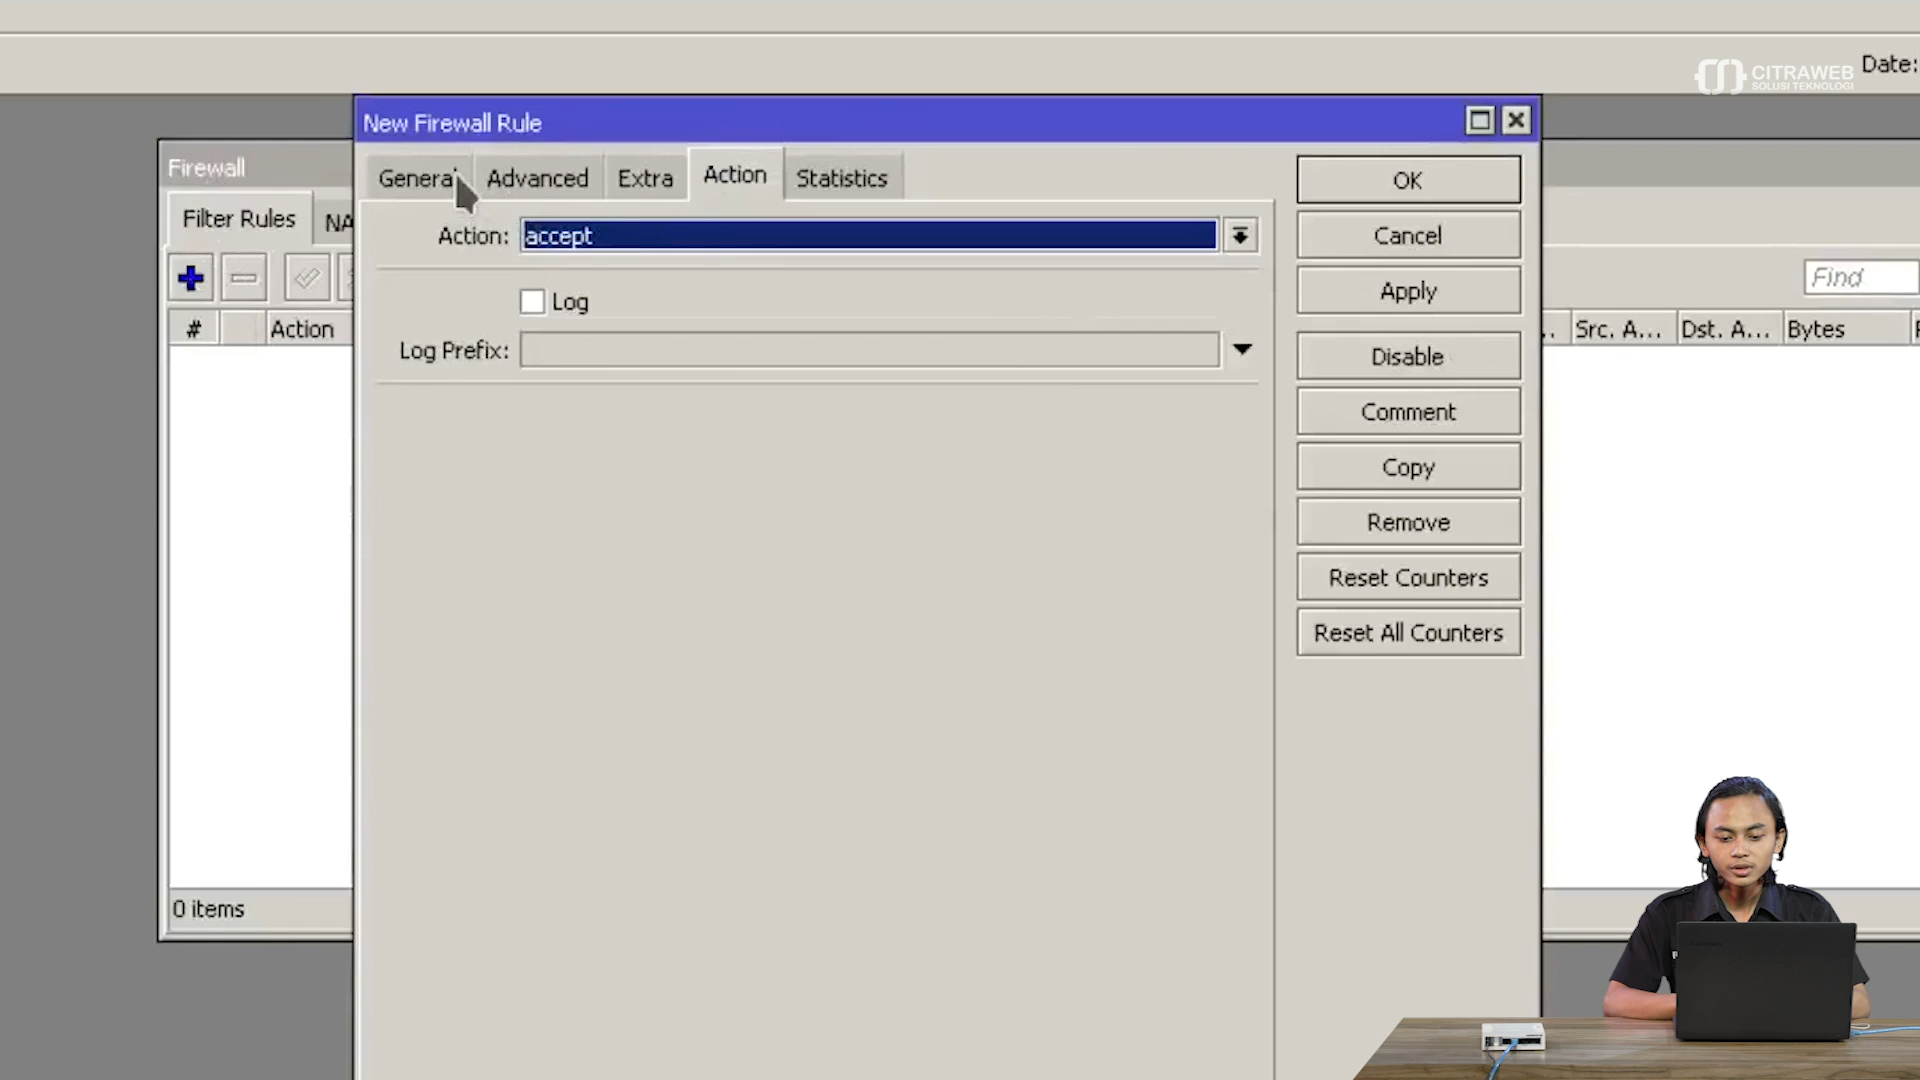 CITRAWEB
SOLUSI TEKNOLOGI
Date:
New Firewall Rule
Firewall
General
Advanced
Extra
Action
Statistics
OK
Filter Rules
NA
Action:
accept
Cancel
Find
Log
Apply
#
Action
Src. A...
Dst. A...
Bytes
Log Prefix:
Disable
Comment
Copy
Remove
Reset Counters
Reset All Counters
0 items